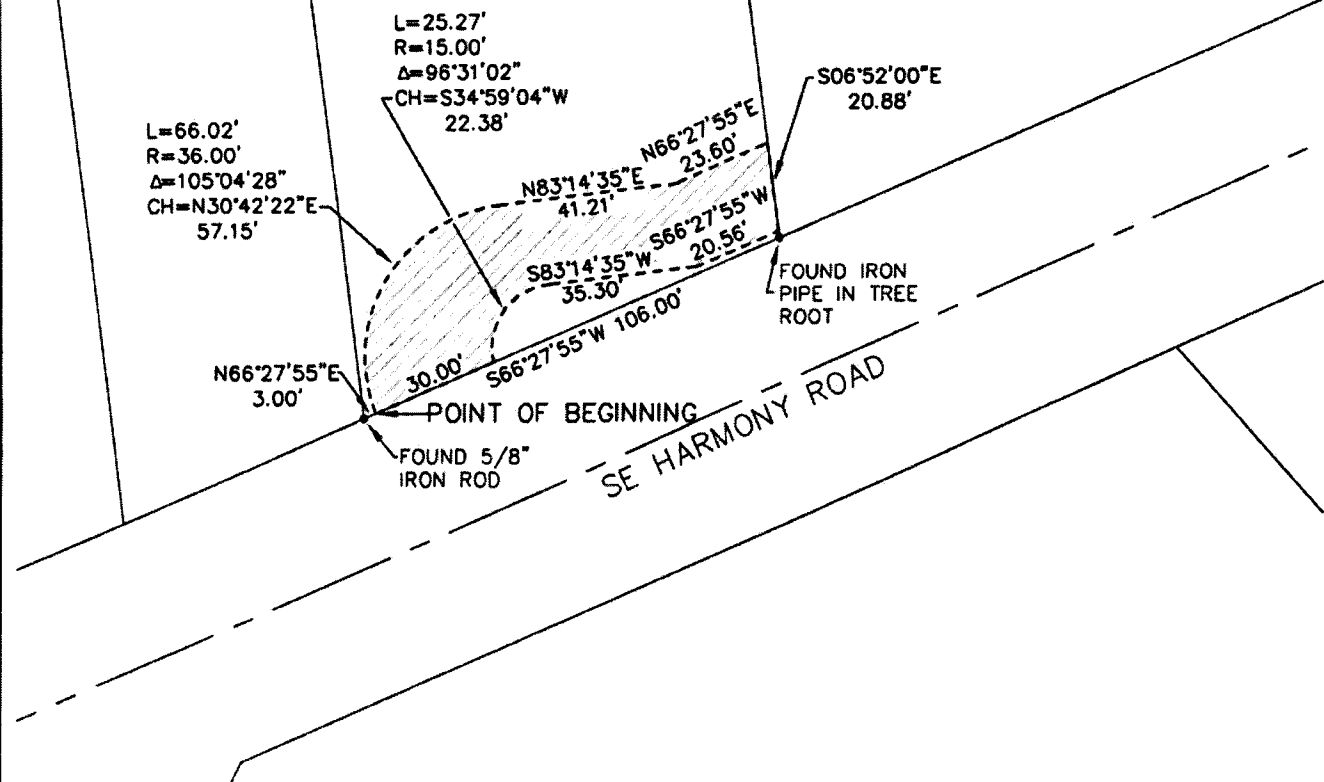 L=25.27'
R=15.00'
Δ=96°31'02"
CH=S34°59'04"W
22.38'
L=66.02'
R=36.00'
Δ=105°04'28"
CH=N30°42'22"E
57.15'
S06°52'00"E
20.88'
N66°27'55"E
23.60'
N83°14'35"E
41.21'
S66°27'55"W
20.56'
S83°14'35"W
35.30'
FOUND IRON
PIPE IN TREE
ROOT
S66°27'55"W 106.00'
30.00'
N66°27'55"E
3.00'
POINT OF BEGINNING
FOUND 5/8"
IRON ROD
SE HARMONY ROAD